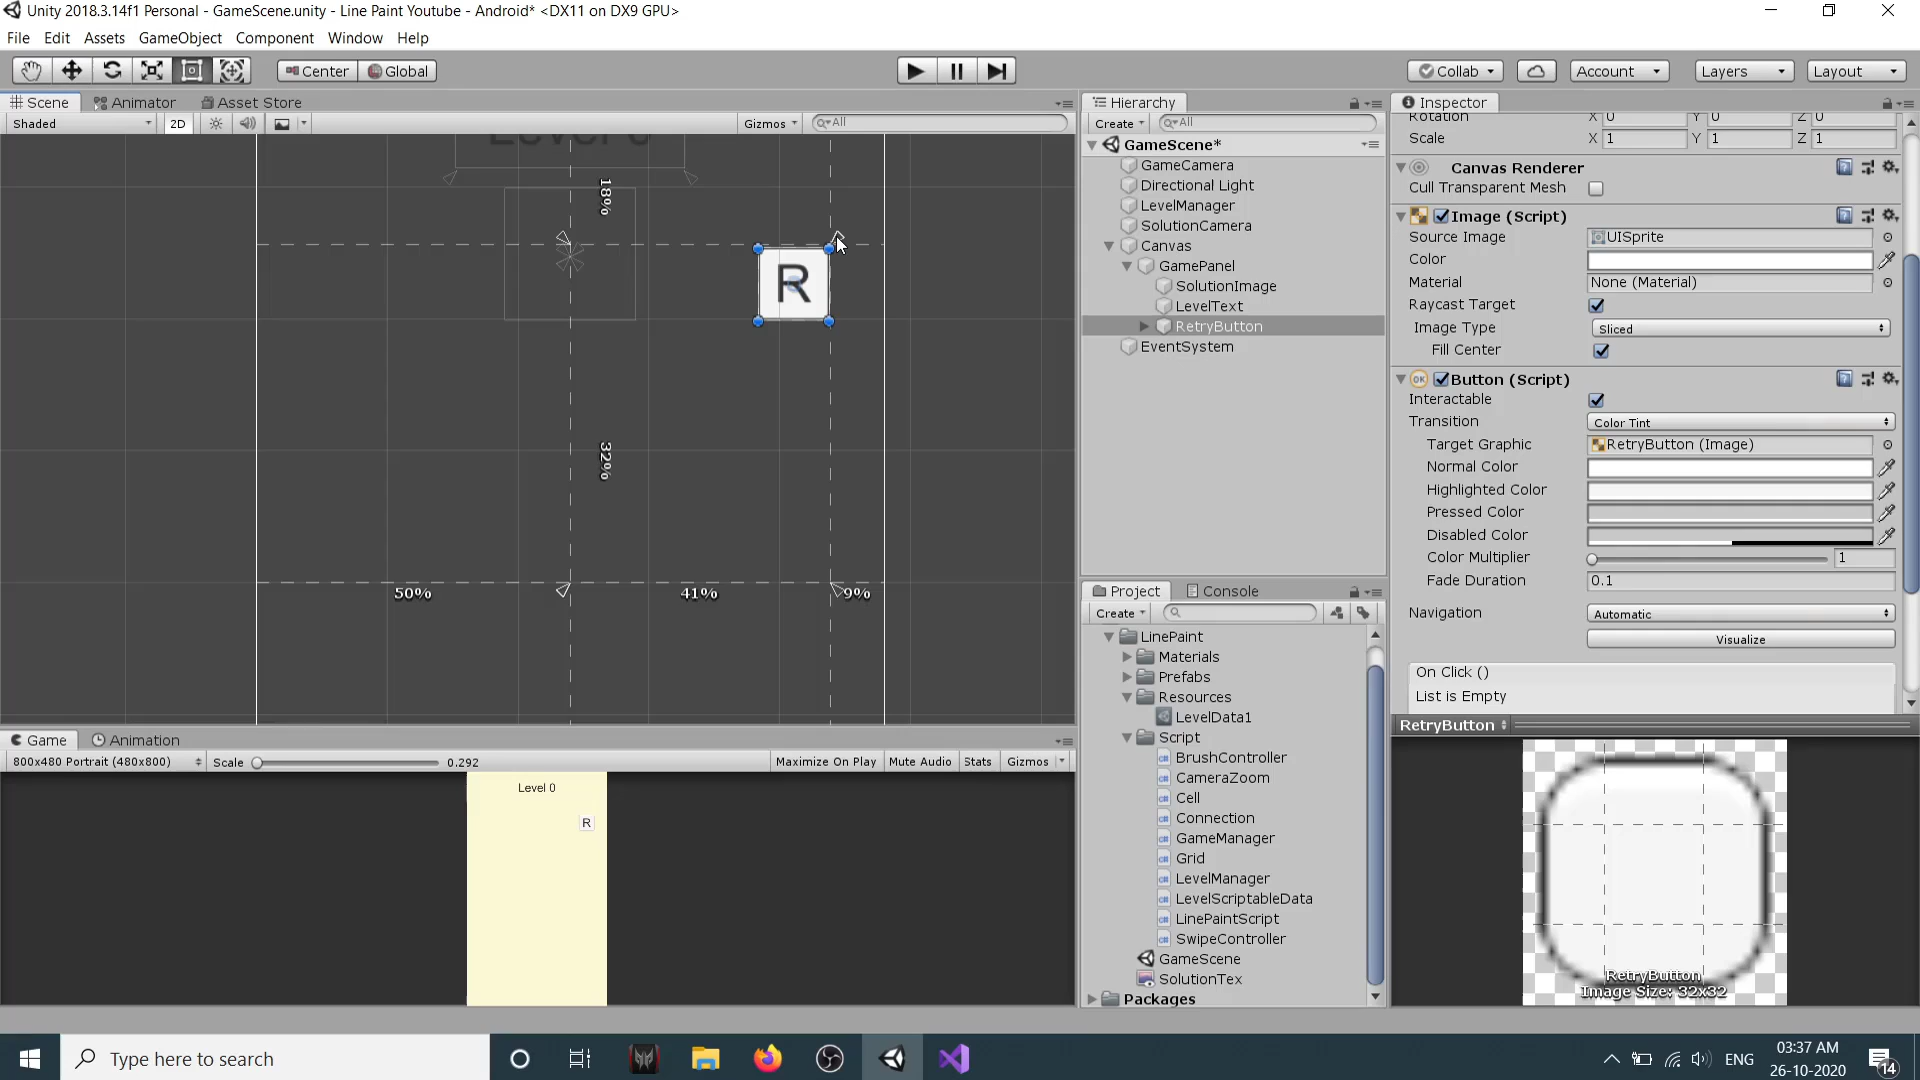 Unity 2018.3.14f1 Personal - GameScene.unity - Line Paint Youtube - Android* <DX11 on DX9 GPU>
File Edit Assets GameObject Component Window Help
Center Global Collab Account Layers Layout
Scene Animator Asset Store
Shaded 2D Gizmos All
18%
R
32%
50% 41% 9%
Game Animation
800x480 Portrait (480x800) Scale 0.292 Maximize On Play Mute Audio Stats Gizmos
Level 0
R
Hierarchy
Create All
GameScene*
GameCamera
Directional Light
LevelManager
SolutionCamera
Canvas
GamePanel
SolutionImage
LevelText
RetryButton
EventSystem
Project Console
Create
LinePaint
Materials
Prefabs
Resources
LevelData1
Script
BrushController
CameraZoom
Cell
Connection
GameManager
Grid
LevelManager
LevelScriptableData
LinePaintScript
SwipeController
GameScene
SolutionTex
Packages
Inspector
Rotation X 0 Y 0 Z 0
Scale X 1 Y 1 Z 1
Canvas Renderer
Cull Transparent Mesh
Image (Script)
Source Image UISprite
Color
Material None (Material)
Raycast Target
Image Type Sliced
Fill Center
OK Button (Script)
Interactable
Transition Color Tint
Target Graphic RetryButton (Image)
Normal Color
Highlighted Color
Pressed Color
Disabled Color
Color Multiplier 1
Fade Duration 0.1
Navigation Automatic
Visualize
On Click ()
List is Empty
RetryButton
RetryButton
Image Size: 32x32
Type here to search
ENG
03:37 AM
26-10-2020
14